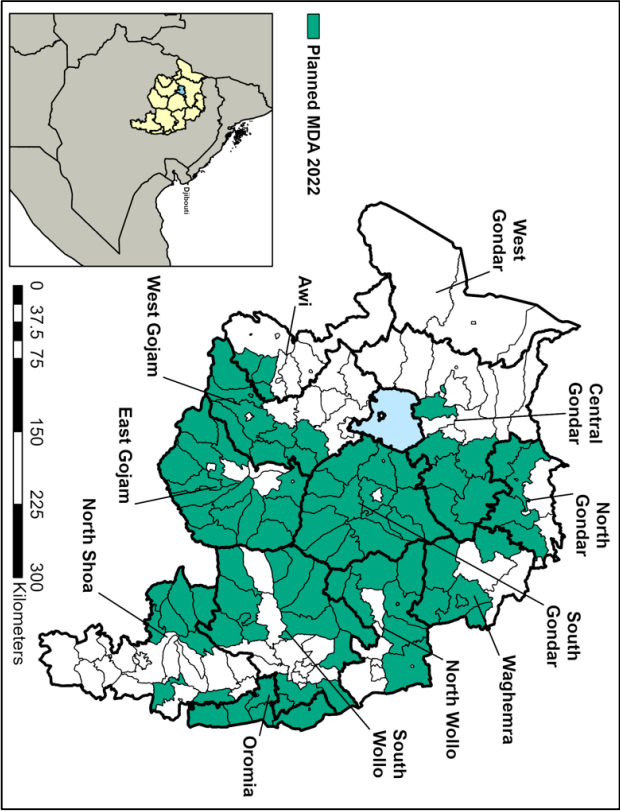 Planned MDA 2022
Djibouti
West
Gondar
Central
Gondar
North
Gondar
South
Gondar
Waghemra
North Wollo
South
Wollo
Oromia
Awi
West Gojam
East Gojam
North Shoa
0 37.5 75 150 225 300
Kilometers